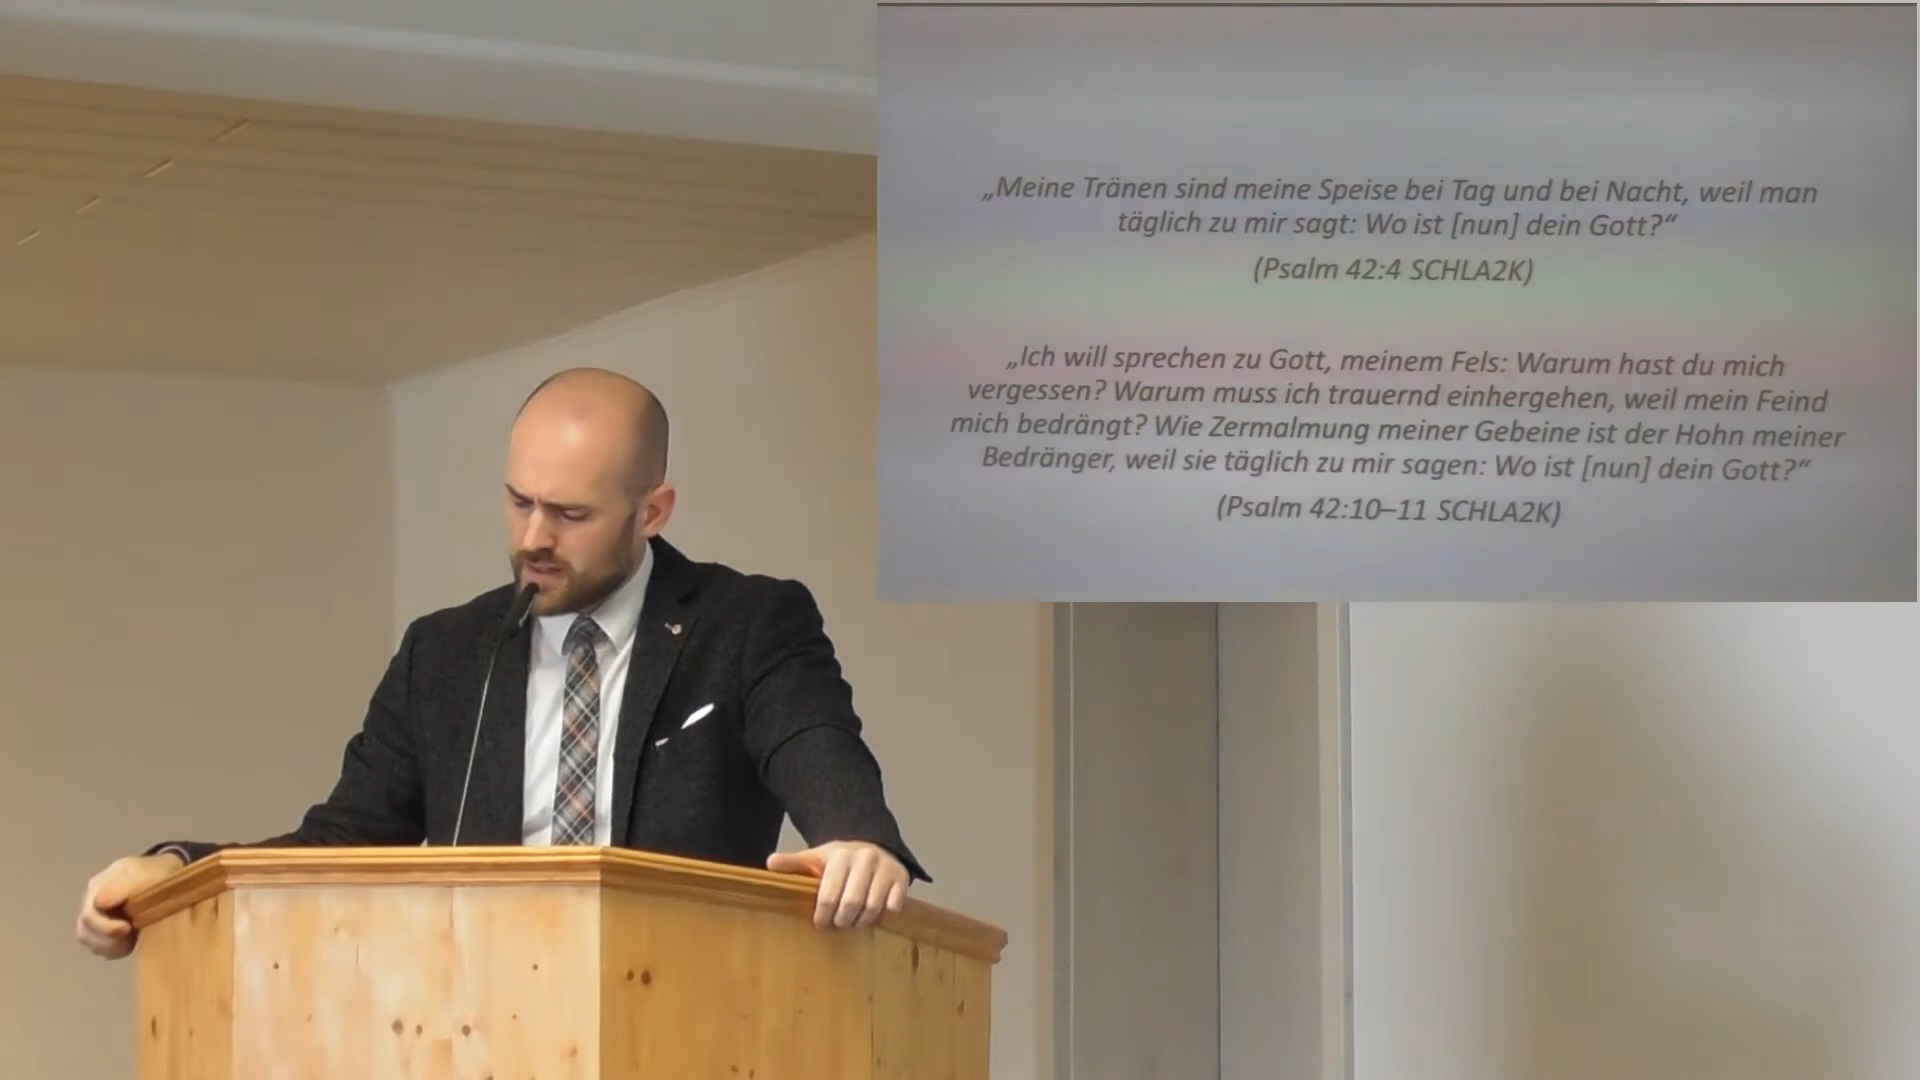 „Meine Tränen sind meine Speise bei Tag und bei Nacht, weil man
täglich zu mir sagt: Wo ist [nun] dein Gott?“
(Psalm 42:4 SCHLA2K)
„Ich will sprechen zu Gott, meinem Fels: Warum hast du mich
vergessen? Warum muss ich trauernd einhergehen, weil mein Feind
mich bedrängt? Wie Zermalmung meiner Gebeine ist der Hohn meiner
Bedränger, weil sie täglich zu mir sagen: Wo ist [nun] dein Gott?“
(Psalm 42:10–11 SCHLA2K)